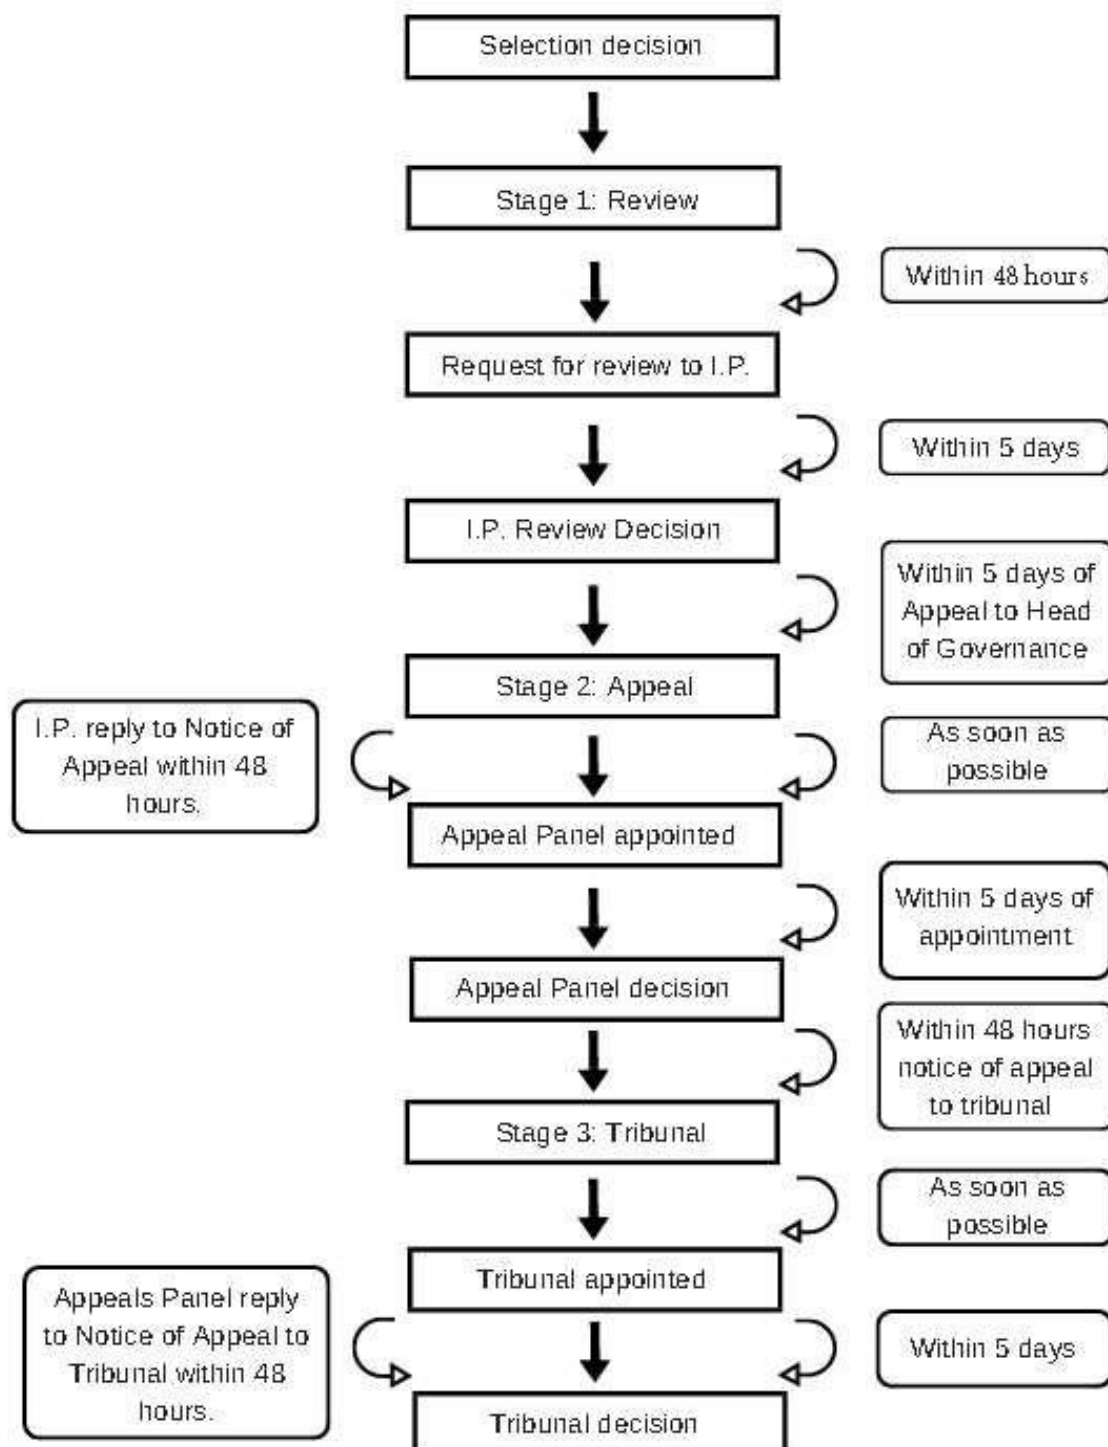 Selection decision
Stage 1: Review
Within 48 hours
Request for review to I.P.
Within 5 days
I.P. Review Decision
Within 5 days of
Appeal to Head
of Governance
Stage 2: Appeal
I.P. reply to Notice of
Appeal within 48
hours.
As soon as
possible
Appeal Panel appointed
Within 5 days of
appointment
Appeal Panel decision
Within 48 hours
notice of appeal
to tribunal
Stage 3: Tribunal
As soon as
possible
Tribunal appointed
Appeals Panel reply
to Notice of Appeal to
Tribunal within 48
hours.
Within 5 days
Tribunal decision